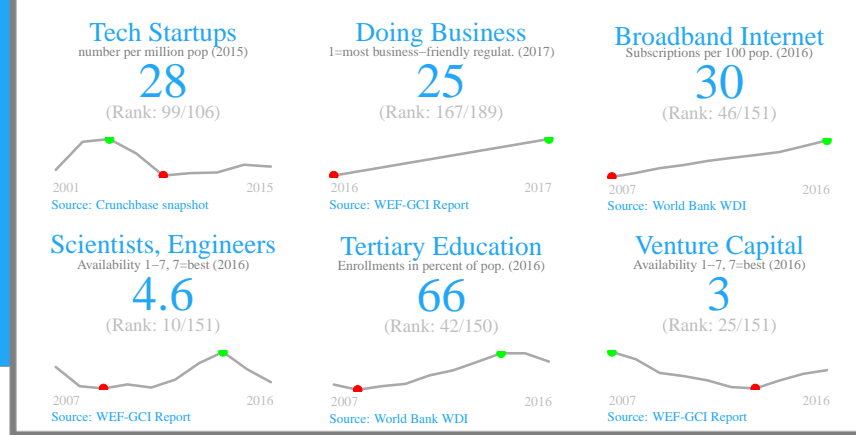 Tech Startups
number per million pop (2015)
28
(Rank: 99/106)
2001 2015
Source: Crunchbase snapshot
Doing Business
1=most business−friendly regulat. (2017)
25
(Rank: 167/189)
2016 2017
Source: WEF-GCI Report
Broadband Internet
Subscriptions per 100 pop. (2016)
30
(Rank: 46/151)
2007 2016
Source: World Bank WDI
Scientists, Engineers
Availability 1−7, 7=best (2016)
4.6
(Rank: 10/151)
2007 2016
Source: WEF-GCI Report
Tertiary Education
Enrollments in percent of pop. (2016)
66
(Rank: 42/150)
2007 2016
Source: World Bank WDI
Venture Capital
Availability 1−7, 7=best (2016)
3
(Rank: 25/151)
2007 2016
Source: WEF-GCI Report